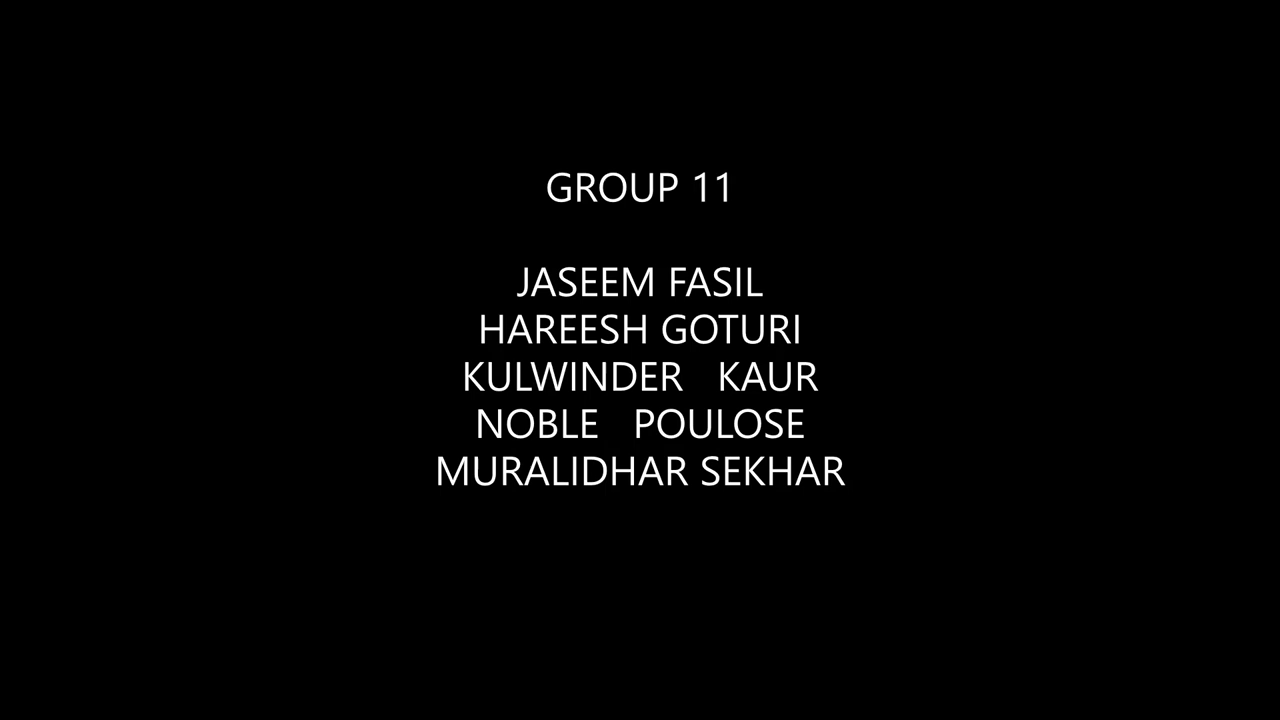 GROUP 11
JASEEM FASIL
HAREESH GOTURI
KULWINDER   KAUR
NOBLE   POULOSE
MURALIDHAR SEKHAR